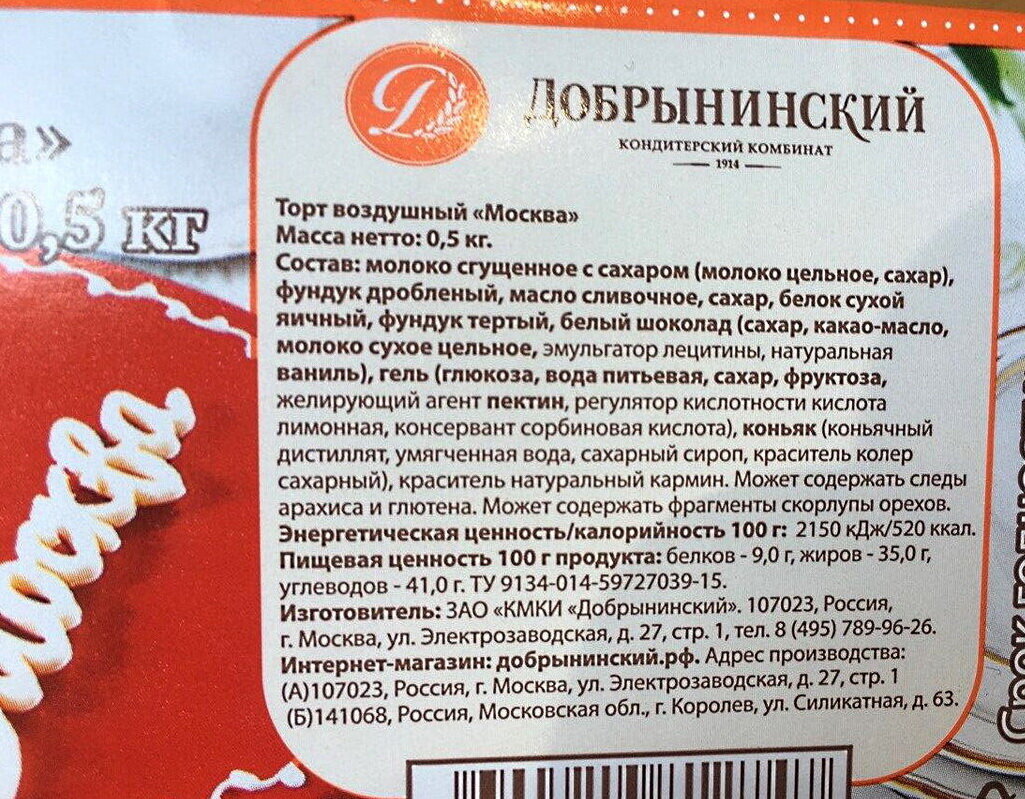 а»
0,5 кг
Москва
ДОБРЫНИНСКИЙ
КОНДИТЕРСКИЙ КОМБИНАТ
1914
Торт воздушный «Москва»
Масса нетто: 0,5 кг.
Состав: молоко сгущенное с сахаром (молоко цельное, сахар),
фундук дробленый, масло сливочное, сахар, белок сухой
яичный, фундук тертый, белый шоколад (сахар, какао-масло,
молоко сухое цельное, эмульгатор лецитины, натуральная
ваниль), гель (глюкоза, вода питьевая, сахар, фруктоза,
желирующий агент пектин, регулятор кислотности кислота
лимонная, консервант сорбиновая кислота), коньяк (коньячный
дистиллят, умягченная вода, сахарный сироп, краситель колер
сахарный), краситель натуральный кармин. Может содержать следы
арахиса и глютена. Может содержать фрагменты скорлупы орехов.
Энергетическая ценность/калорийность 100 г: 2150 кДж/520 ккал.
Пищевая ценность 100 г продукта: белков - 9,0 г, жиров - 35,0 г,
углеводов - 41,0 г. ТУ 9134-014-59727039-15.
Изготовитель: ЗАО «КМКИ «Добрынинский». 107023, Россия,
г. Москва, ул. Электрозаводская, д. 27, стр. 1, тел. 8 (495) 789-96-26.
Интернет-магазин: добрынинский.рф. Адрес производства:
(А)107023, Россия, г. Москва, ул. Электрозаводская, д. 27, стр. 1
(Б)141068, Россия, Московская обл., г. Королев, ул. Силикатная, д. 63.
Срок годности